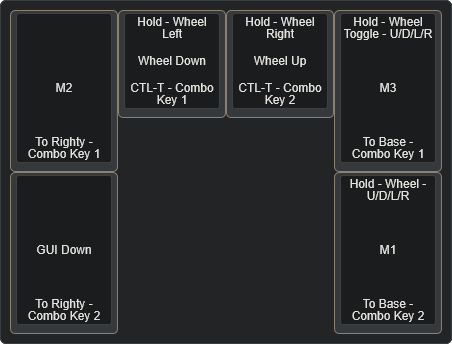 Hold - Wheel
Left
Wheel Down
CTL-T - Combo
Key 1
Hold - Wheel
Right
Wheel Up
CTL-T - Combo
Key 2
M2
To Righty -
Combo Key 1
Hold - Wheel
Toggle - U/D/L/R
M3
To Base -
Combo Key 1
GUI Down
To Righty -
Combo Key 2
Hold - Wheel -
U/D/L/R
M1
To Base -
Combo Key 2